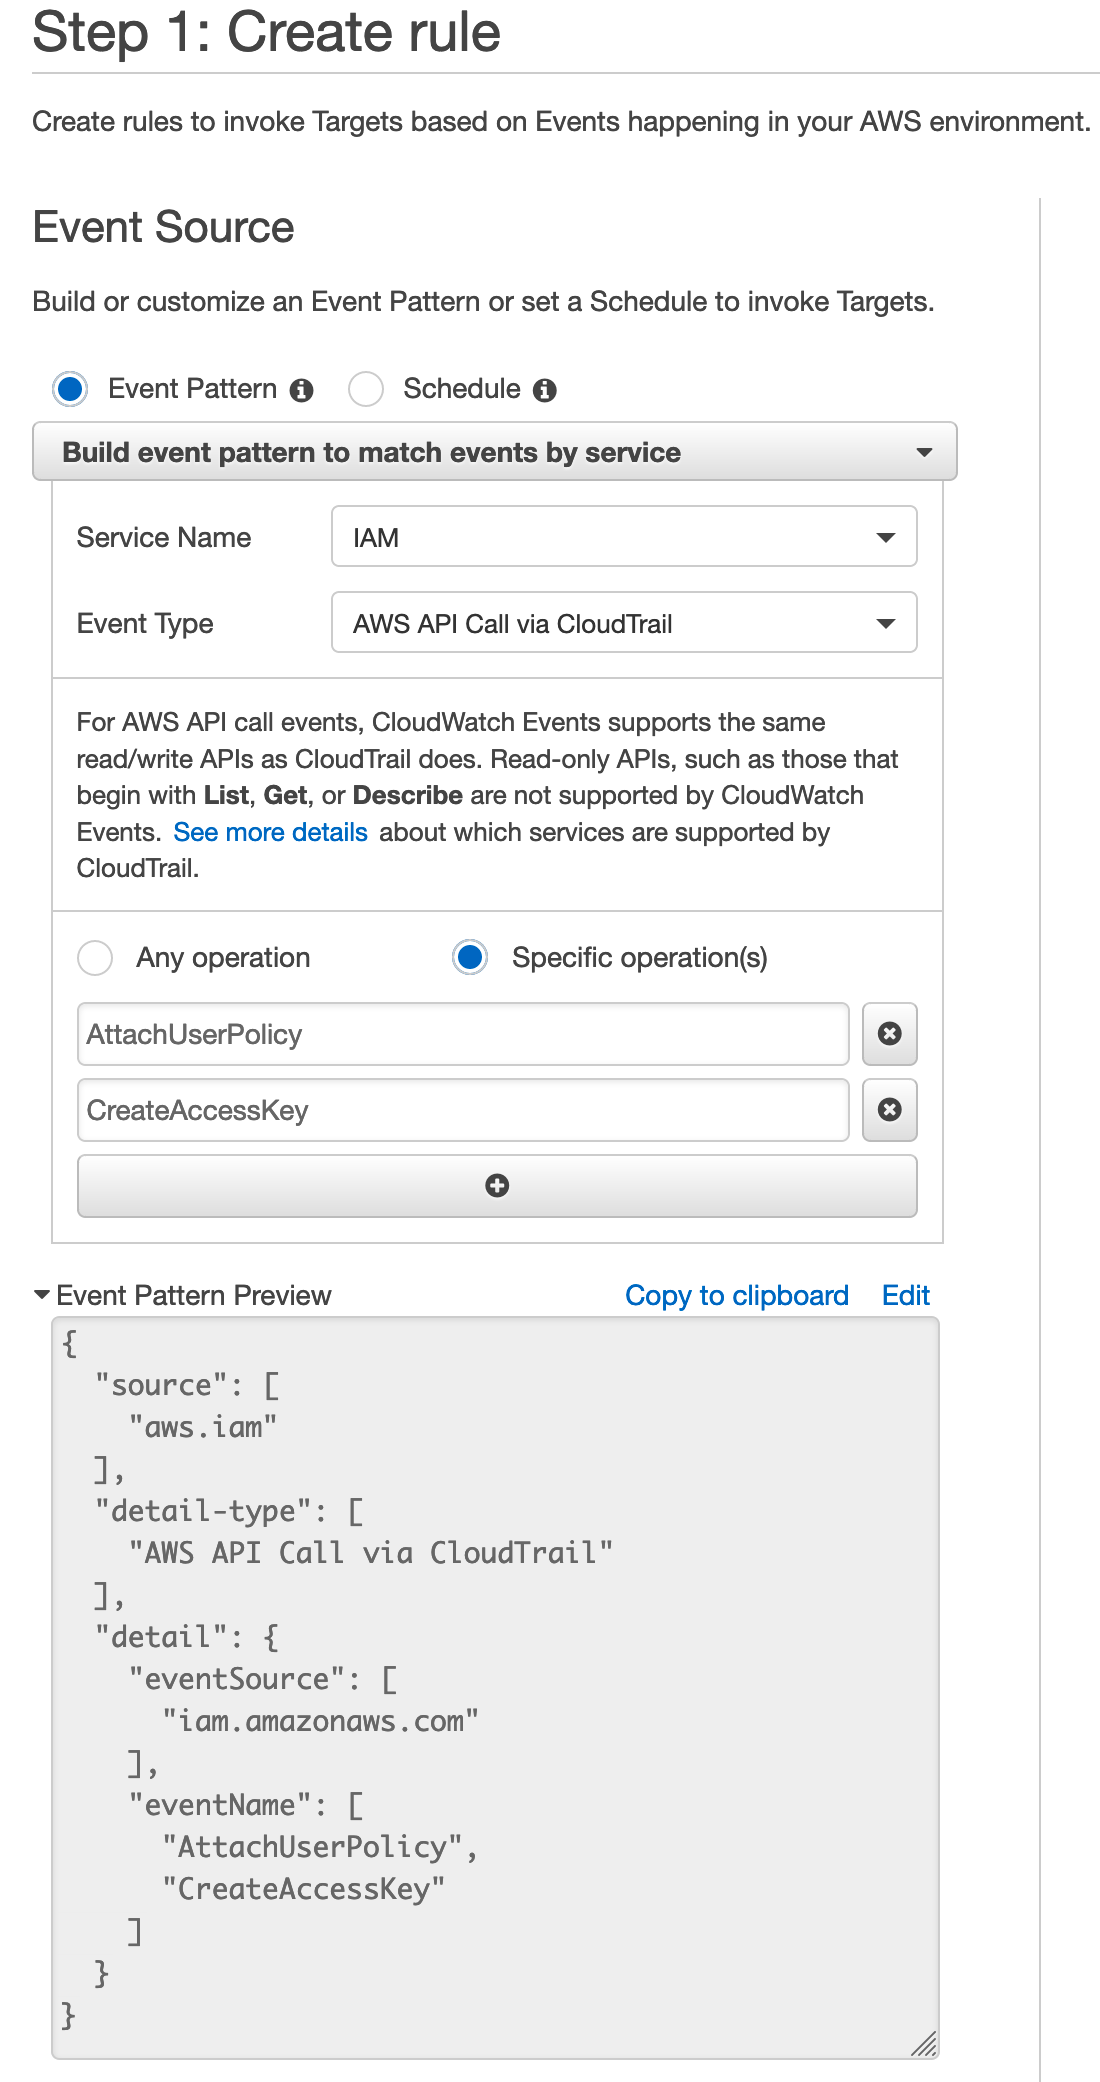 Step 1: Create rule
Create rules to invoke Targets based on Events happening in your AWS environment.
Event Source
Build or customize an Event Pattern or set a Schedule to invoke Targets.
Event Pattern Schedule
Build event pattern to match events by service
Service Name IAM
Event Type AWS API Call via CloudTrail
For AWS API call events, CloudWatch Events supports the same
read/write APIs as CloudTrail does. Read-only APIs, such as those that
begin with List, Get, or Describe are not supported by CloudWatch
Events. See more details about which services are supported by
CloudTrail.
Any operation Specific operation(s)
AttachUserPolicy
CreateAccessKey
Event Pattern Preview Copy to clipboard Edit
{
  "source": [
    "aws.iam"
  ],
  "detail-type": [
    "AWS API Call via CloudTrail"
  ],
  "detail": {
    "eventSource": [
      "iam.amazonaws.com"
    ],
    "eventName": [
      "AttachUserPolicy",
      "CreateAccessKey"
    ]
  }
}